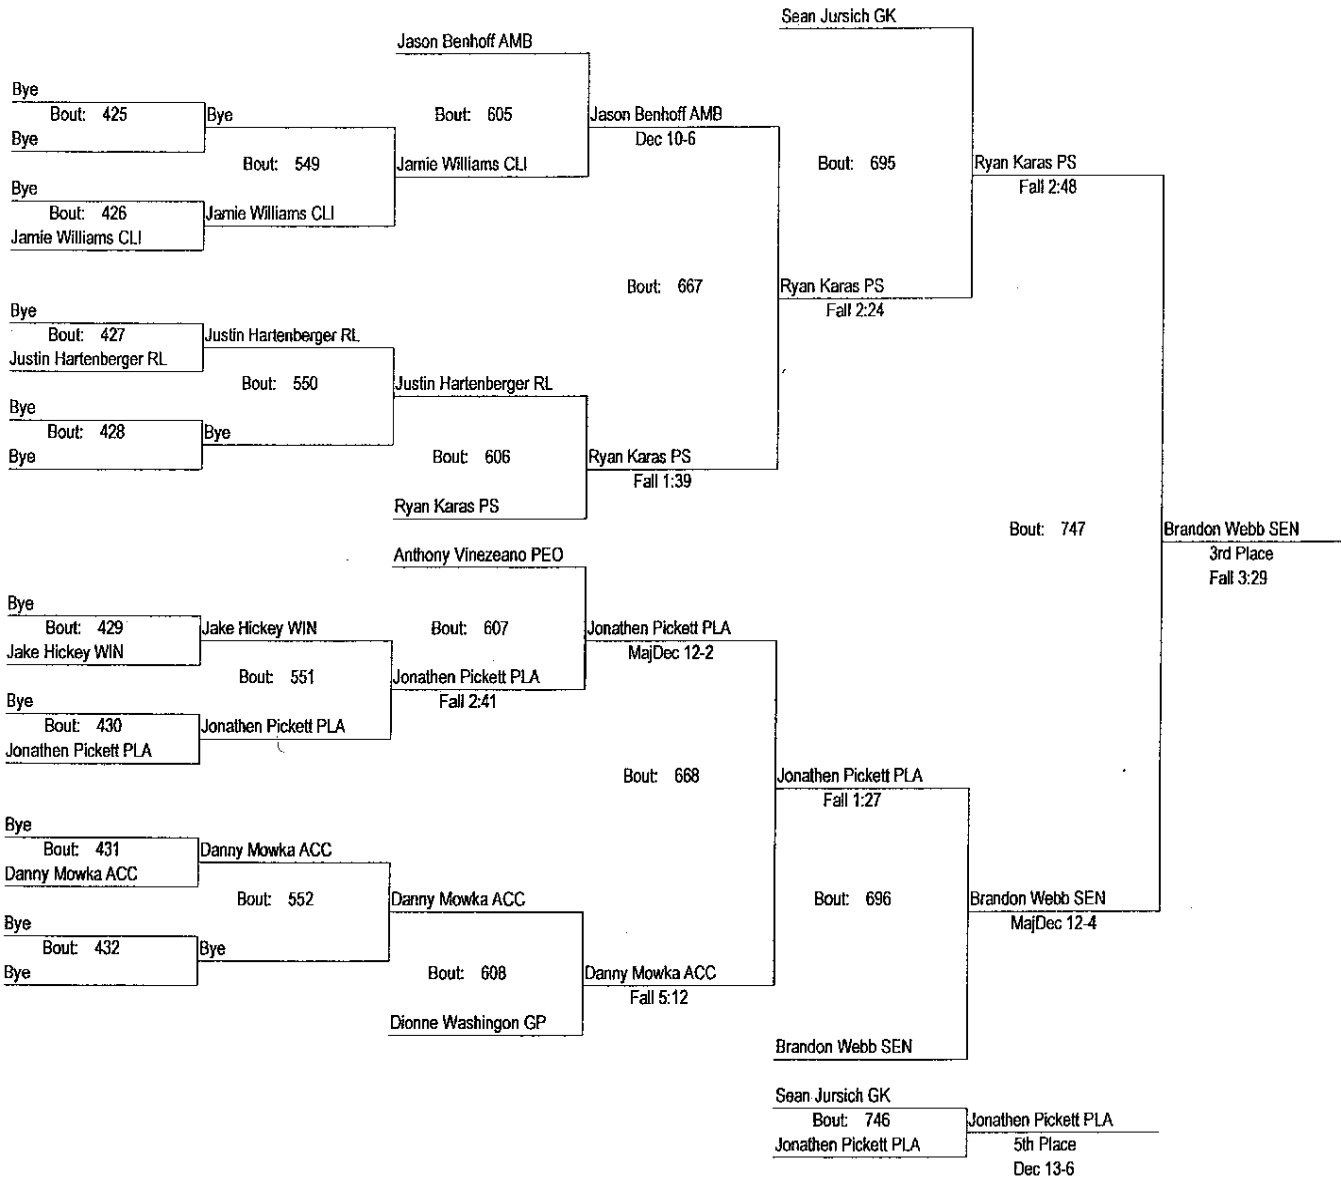 Sean Jursich GK
Jason Benhoff AMB
Bye
Bout: 425
Bye
Bye
Bout: 605
Jason Benhoff AMB
Dec 10-6
Bout: 549
Jamie Williams CLI
Bout: 695
Ryan Karas PS
Fall 2:48
Bye
Bout: 426
Jamie Williams CLI
Jamie Williams CLI
Bout: 667
Ryan Karas PS
Fall 2:24
Bye
Bout: 427
Justin Hartenberger RL
Justin Hartenberger RL
Bout: 550
Justin Hartenberger RL
Bye
Bout: 428
Bye
Bye
Bout: 606
Ryan Karas PS
Fall 1:39
Ryan Karas PS
Bout: 747
Brandon Webb SEN
3rd Place
Fall 3:29
Anthony Vinezeano PEO
Bye
Bout: 429
Jake Hickey WIN
Jake Hickey WIN
Bout: 607
Jonathen Pickett PLA
MajDec 12-2
Bout: 551
Jonathen Pickett PLA
Fall 2:41
Bye
Bout: 430
Jonathen Pickett PLA
Jonathen Pickett PLA
Bout: 668
Jonathen Pickett PLA
Fall 1:27
Bye
Bout: 431
Danny Mowka ACC
Danny Mowka ACC
Bout: 552
Danny Mowka ACC
Bout: 696
Brandon Webb SEN
MajDec 12-4
Bye
Bout: 432
Bye
Bye
Bout: 608
Danny Mowka ACC
Fall 5:12
Dionne Washingon GP
Brandon Webb SEN
Sean Jursich GK
Bout: 746
Jonathen Pickett PLA
Jonathen Pickett PLA
5th Place
Dec 13-6